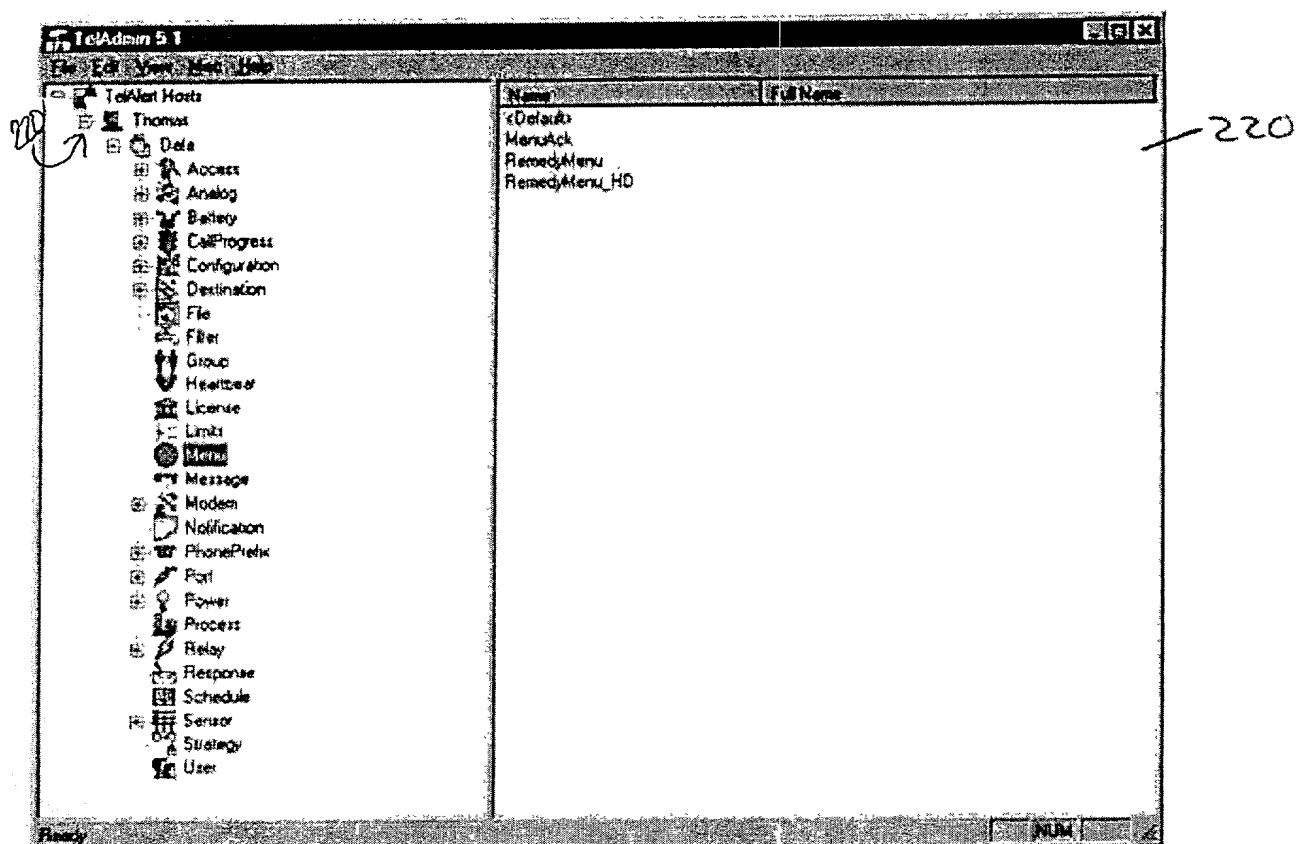 TelAdmin 5.1
File Edit View Help
TelAlert Hosts
Thomas
Data
Access
Analog
Battery
CallProgress
Configuration
Destination
File
Filter
Group
Heartbeat
License
Limits
Menu
Message
Modem
Notification
PhonePrefix
Port
Power
Process
Relay
Response
Schedule
Sensor
Strategy
User
Name Full Name
<Default>
MenuAck
RemedyMenu
RemedyMenu_HD
220
Ready
NUM